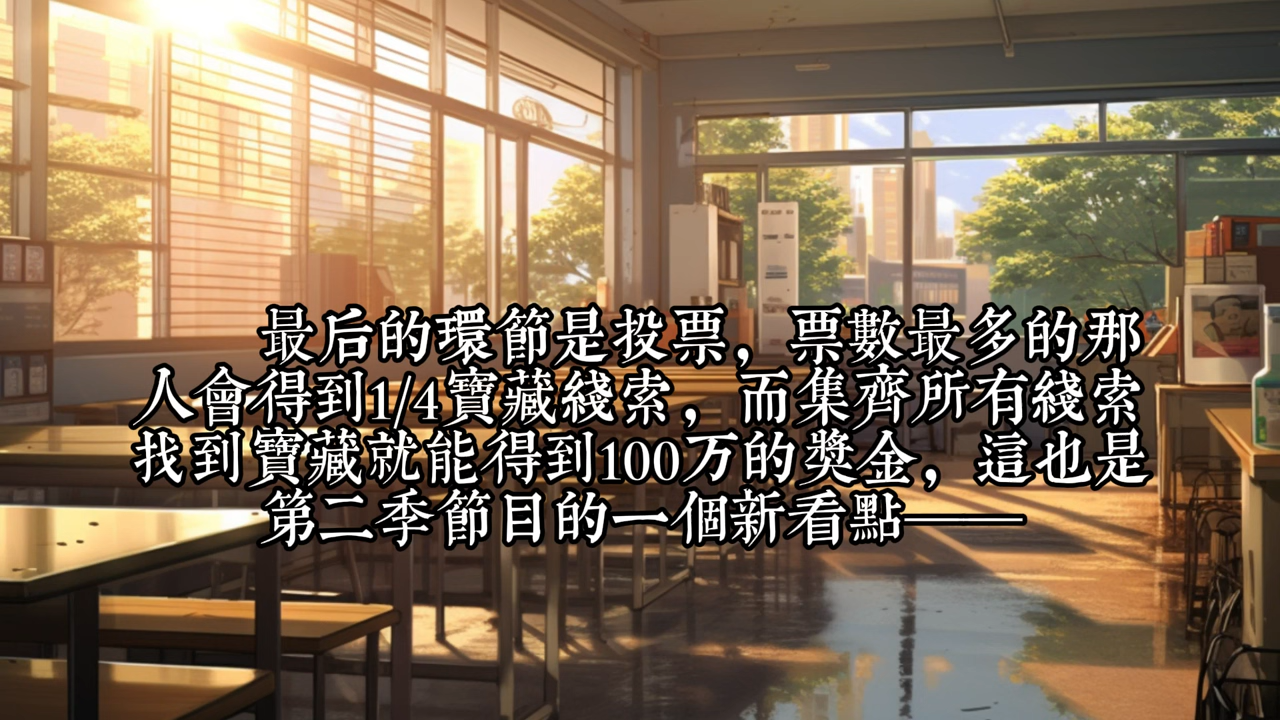 最后的環節是投票，票數最多的那
人會得到1/4寶藏綫索，而集齊所有綫索
找到寶藏就能得到100万的獎金，這也是
第二季節目的一個新看點——